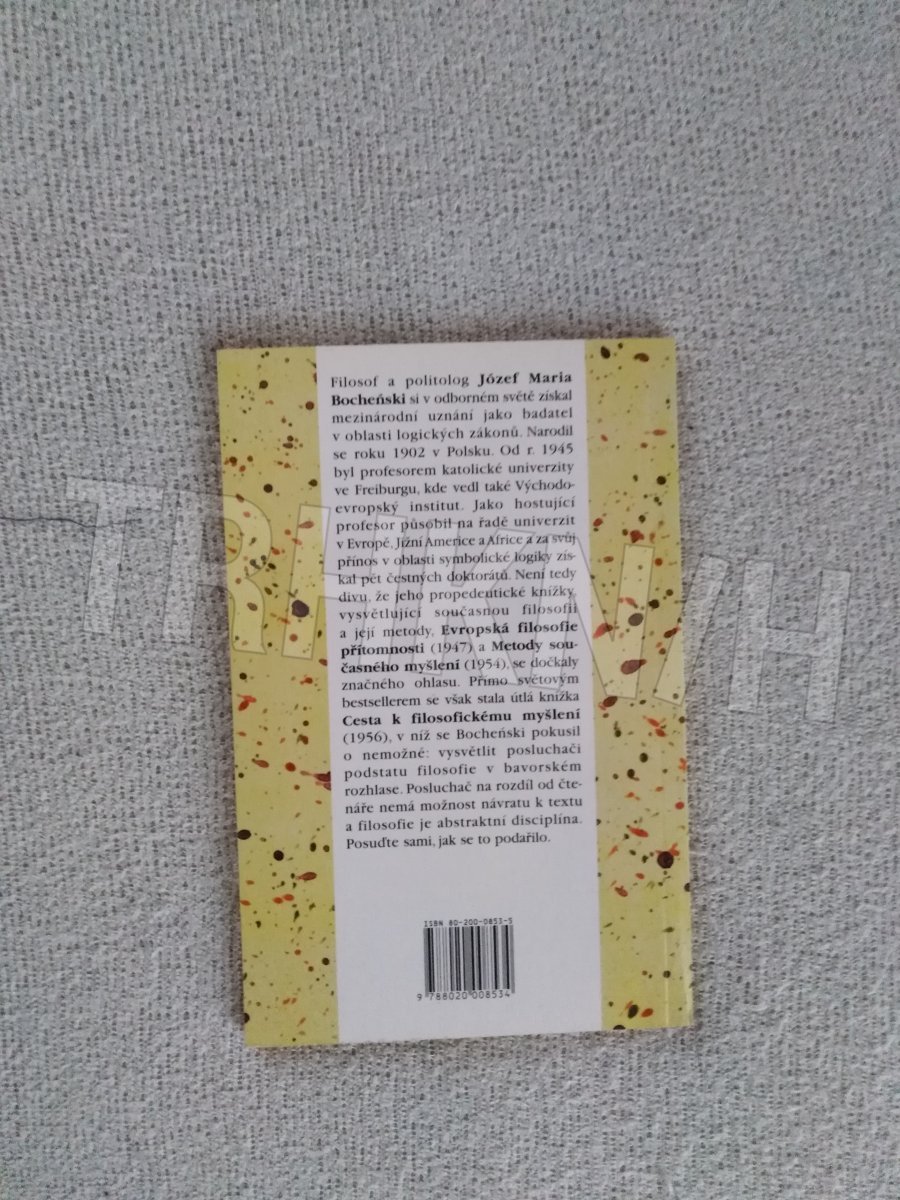 Filosof a politolog Józef Maria
Bocheński si v odborném světě získal
mezinárodní uznání jako badatel
v oblasti logických zákonů. Narodil
se roku 1902 v Polsku. Od r. 1945
byl profesorem katolické univerzity
ve Freiburgu, kde vedl také Východo-
evropský institut. Jako hostující
profesor působil na řadě univerzit
v Evropě, Jižní Americe a Africe a za svůj
přínos v oblasti symbolické logiky zís-
kal pět čestných doktorátů. Není tedy
divu, že jeho propedeutické knížky,
vysvětlující současnou filosofii
a její metody, Evropská filosofie
přítomnosti (1947) a Metody sou-
časného myšlení (1954), se dočkaly
značného ohlasu. Přímo světovým
bestsellerem se však stala útlá knížka
Cesta k filosofickému myšlení
(1956), v níž se Bocheński pokusil
o nemožné: vysvětlit posluchači
podstatu filosofie v bavorském
rozhlase. Posluchač na rozdíl od čte-
náře nemá možnost návratu k textu
a filosofie je abstraktní disciplína.
Posuďte sami, jak se to podařilo.
ISBN 80-200-0853-5
9 788020 008534